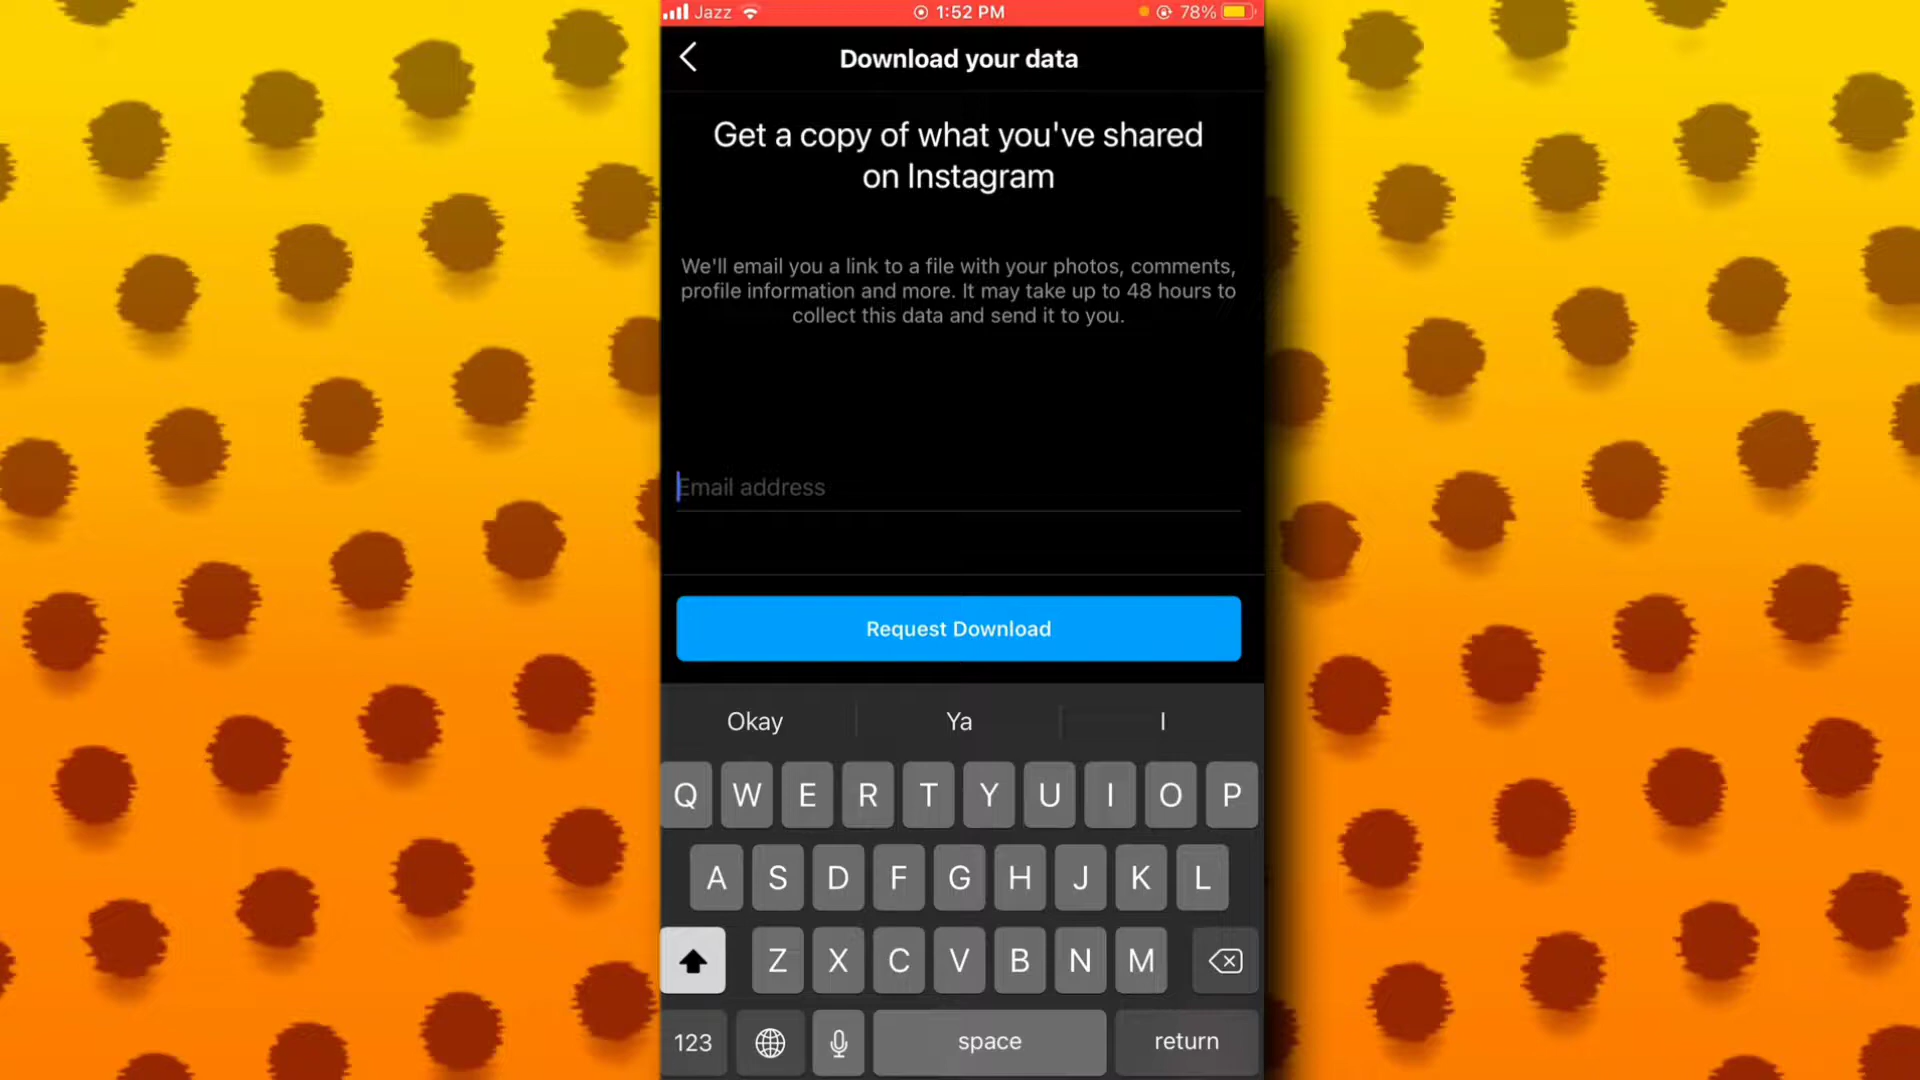 Jazz 1:52 PM 78%
Download your data
Get a copy of what you've shared
on Instagram
We'll email you a link to a file with your photos, comments,
profile information and more. It may take up to 48 hours to
collect this data and send it to you.
Email address
Request Download
Okay Ya I
Q W E R T Y U I O P
A S D F G H J K L
Z X C V B N M
123 space return